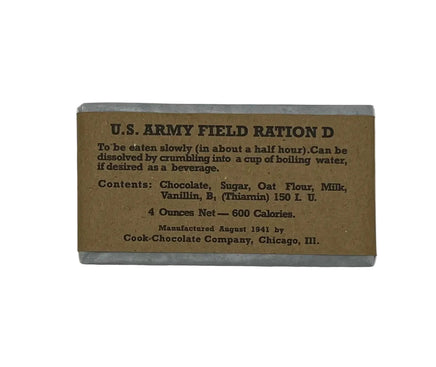 U.S. ARMY FIELD RATION D
To be eaten slowly (in about a half hour).Can be
dissolved by crumbling into a cup of boiling water,
if desired as a beverage.
Contents: Chocolate, Sugar, Oat Flour, Milk,
Vanillin, B, (Thiamin) 150 I. U.
4 Ounces Net — 600 Calories.
Manufactured August 1941 by
Cook-Chocolate Company, Chicago, Ill.